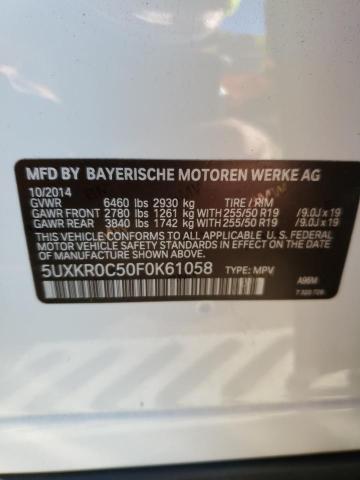 MFD BY BAYERISCHE MOTOREN WERKE AG
10/2014
GVWR 6460 lbs 2930 kg TIRE / RIM
GAWR FRONT 2780 lbs 1261 kg WITH 255/50 R19 /9.0J x 19
GAWR REAR 3840 lbs 1742 kg WITH 255/50 R19 /9.0J x 19
THIS VEHICLE CONFORMS TO ALL APPLICABLE U.S. FEDERAL
MOTOR VEHICLE SAFETY STANDARDS IN EFFECT ON THE
DATE OF MANUFACTURE SHOWN ABOVE.
5UXKR0C50F0K61058 TYPE: MPV A96M